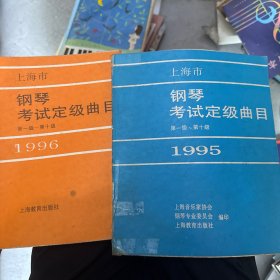 上海市
钢琴
考试定级曲目
第一级～第十级
1996
上海教育出版社
上海市
钢琴
考试定级曲目
第一级～第十级
1995
上海音乐家协会
钢琴专业委员会 编印
上海教育出版社